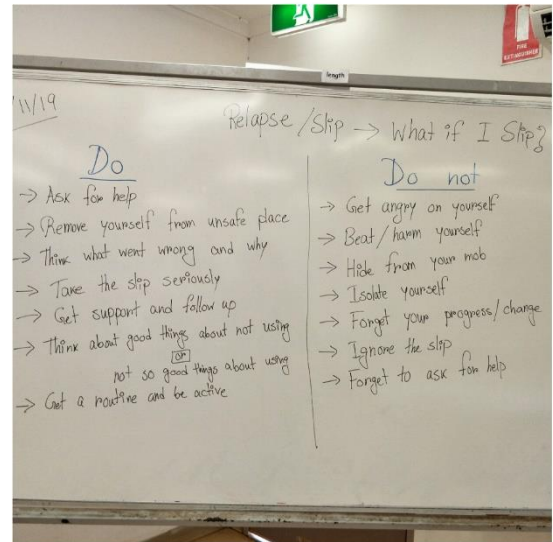 length
FIRE
EXTINGUISHER
/11/19
Relapse/Slip → What if I Slip?
Do
→ Ask for help
→ Remove yourself from unsafe place
→ Think what went wrong and why
→ Take the slip seriously
→ Get support and follow up
→ Think about good things about not using
or
not so good things about using
→ Get a routine and be active
Do not
→ Get angry on yourself
→ Beat/harm yourself
→ Hide from your mob
→ Isolate yourself
→ Forget your progress/change
→ Ignore the slip
→ Forget to ask for help